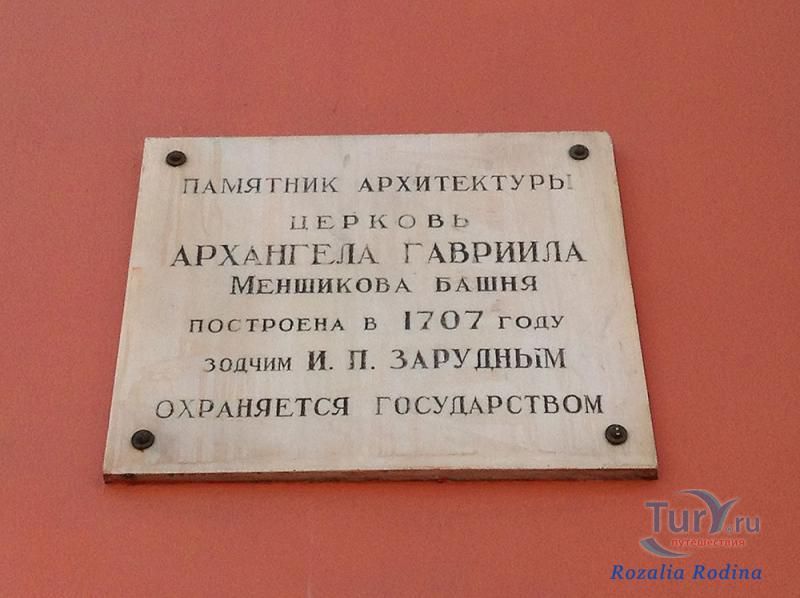 ПАМЯТНИК АРХИТЕКТУРЫ
ЦЕРКОВЬ
АРХАНГЕЛА ГАВРИИЛА
МЕНШИКОВА БАШНЯ
ПОСТРОЕНА В 1707 ГОДУ
ЗОДЧИМ И. П. ЗАРУДНЫМ
ОХРАНЯЕТСЯ ГОСУДАРСТВОМ
TurY.ru
путешествия
Rozalia Rodina